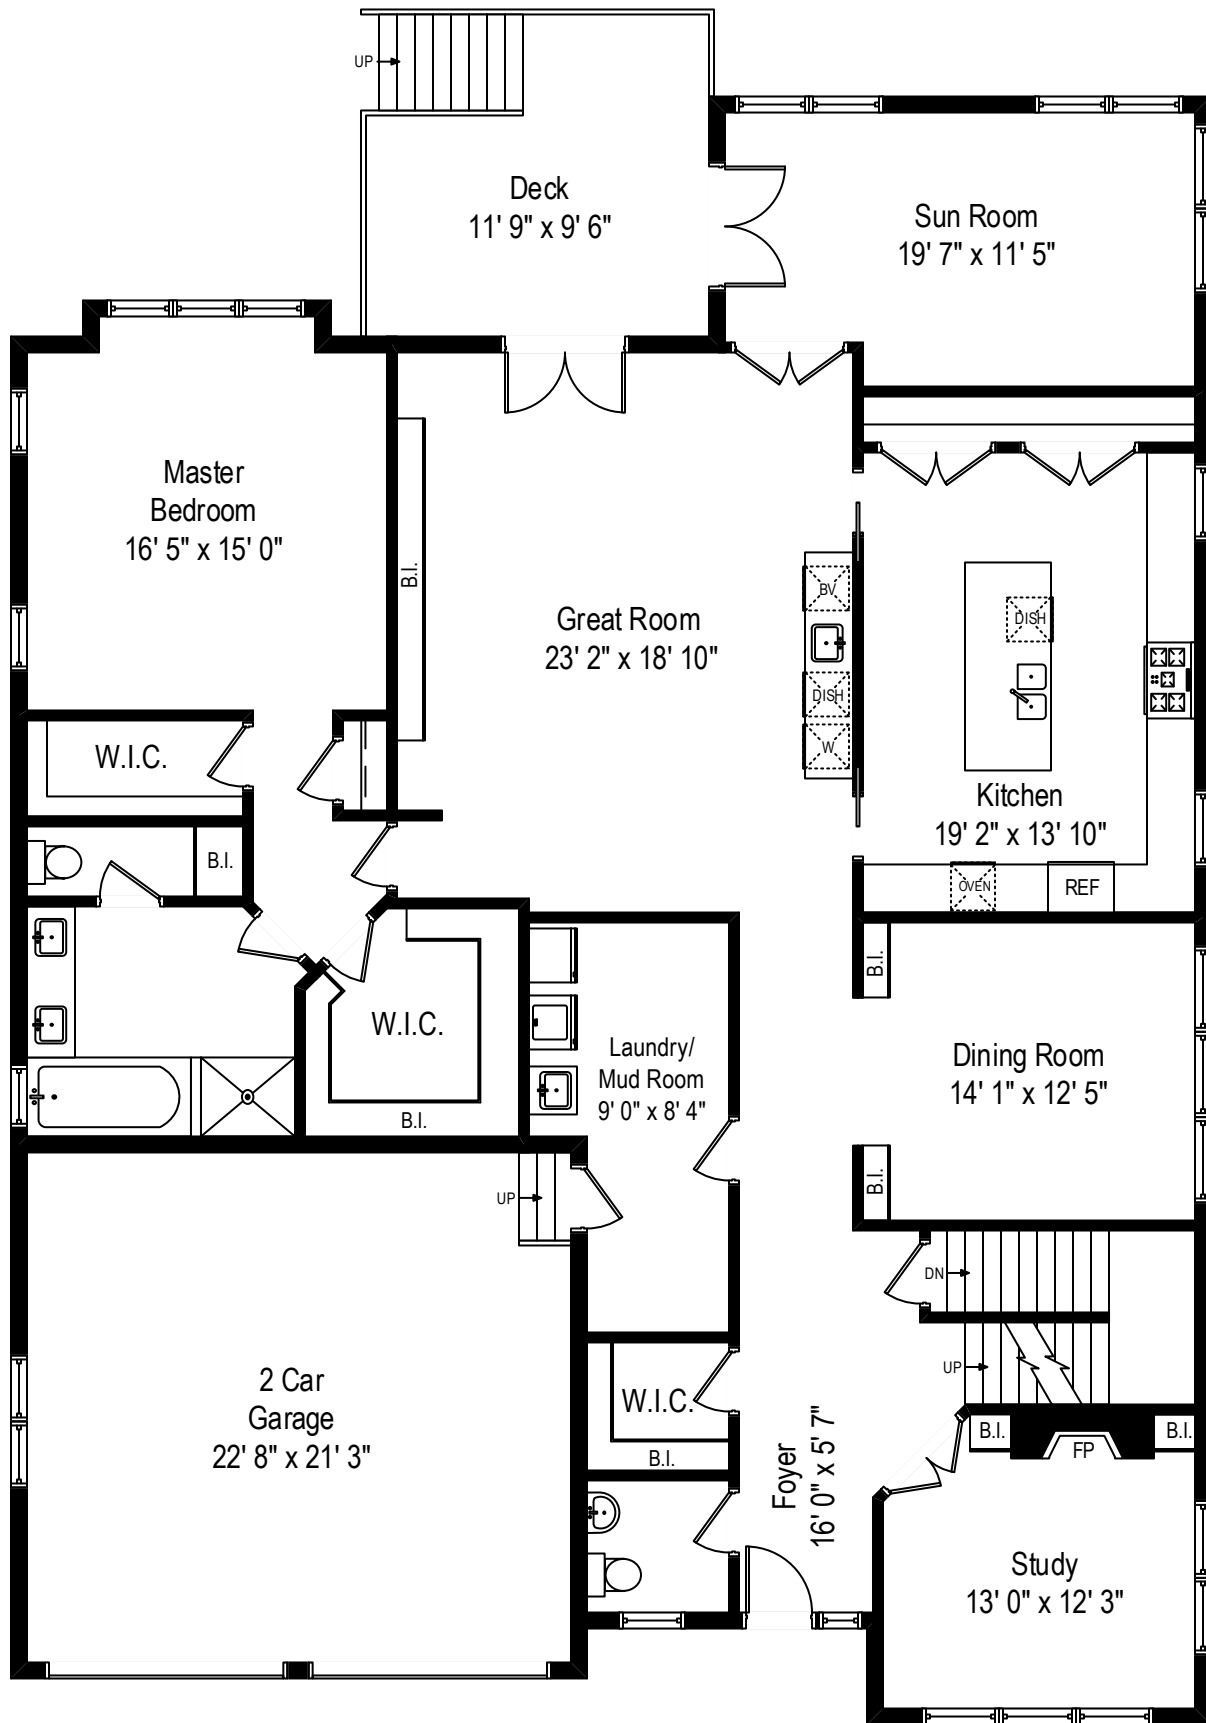 UP
Deck
11' 9" x 9' 6"
Sun Room
19' 7" x 11' 5"
Master
Bedroom
16' 5" x 15' 0"
B.I.
Great Room
23' 2" x 18' 10"
BV
DISH
W
DISH
Kitchen
19' 2" x 13' 10"
OVEN
REF
W.I.C.
B.I.
W.I.C.
B.I.
Laundry/
Mud Room
9' 0" x 8' 4"
B.I.
Dining Room
14' 1" x 12' 5"
B.I.
UP
DN
UP
2 Car
Garage
22' 8" x 21' 3"
W.I.C.
B.I.
Foyer
16' 0" x 5' 7"
B.I.
FP
B.I.
Study
13' 0" x 12' 3"